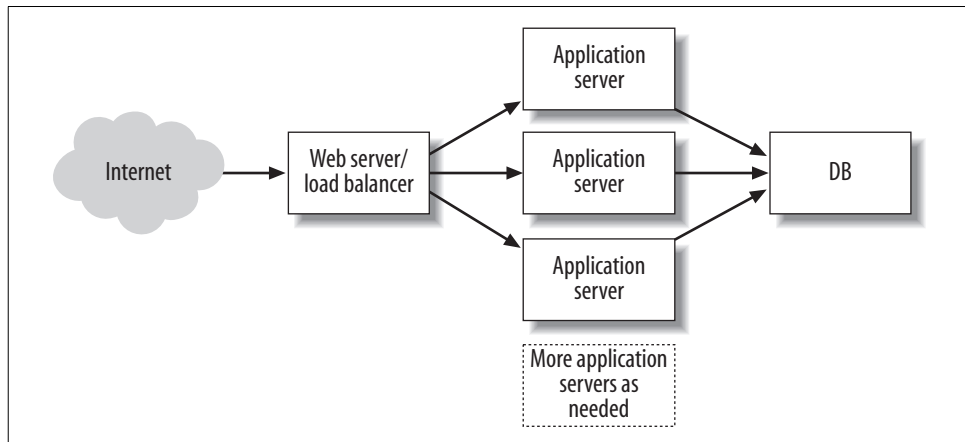 Internet
Web server/
load balancer
Application
server
Application
server
Application
server
More application
servers as
needed
DB